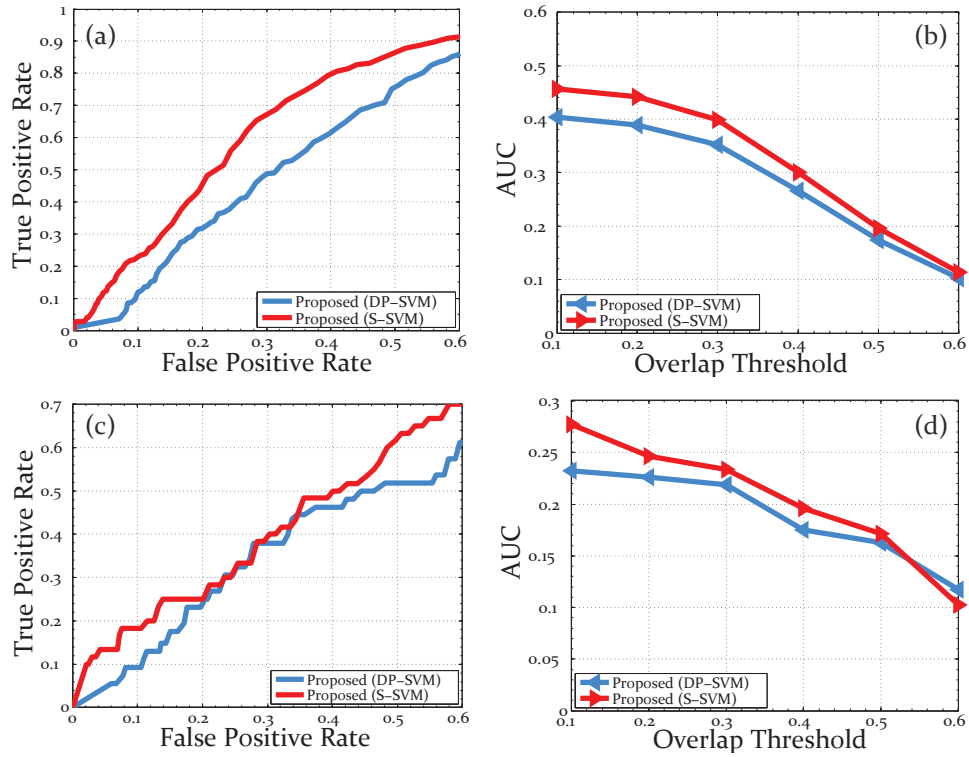 (a)
True Positive Rate
1
0.9
0.8
0.7
0.6
0.5
0.4
0.3
0.2
0.1
0
Proposed (DP-SVM)
Proposed (S-SVM)
0 0.1 0.2 0.3 0.4 0.5 0.6
False Positive Rate
(b)
AUC
0.6
0.5
0.4
0.3
0.2
0.1
0
Proposed (DP-SVM)
Proposed (S-SVM)
0.1 0.2 0.3 0.4 0.5 0.6
Overlap Threshold
(c)
True Positive Rate
0.7
0.6
0.5
0.4
0.3
0.2
0.1
0
Proposed (DP-SVM)
Proposed (S-SVM)
0 0.1 0.2 0.3 0.4 0.5 0.6
False Positive Rate
(d)
AUC
0.3
0.25
0.2
0.15
0.1
0.05
0
Proposed (DP-SVM)
Proposed (S-SVM)
0.1 0.2 0.3 0.4 0.5 0.6
Overlap Threshold